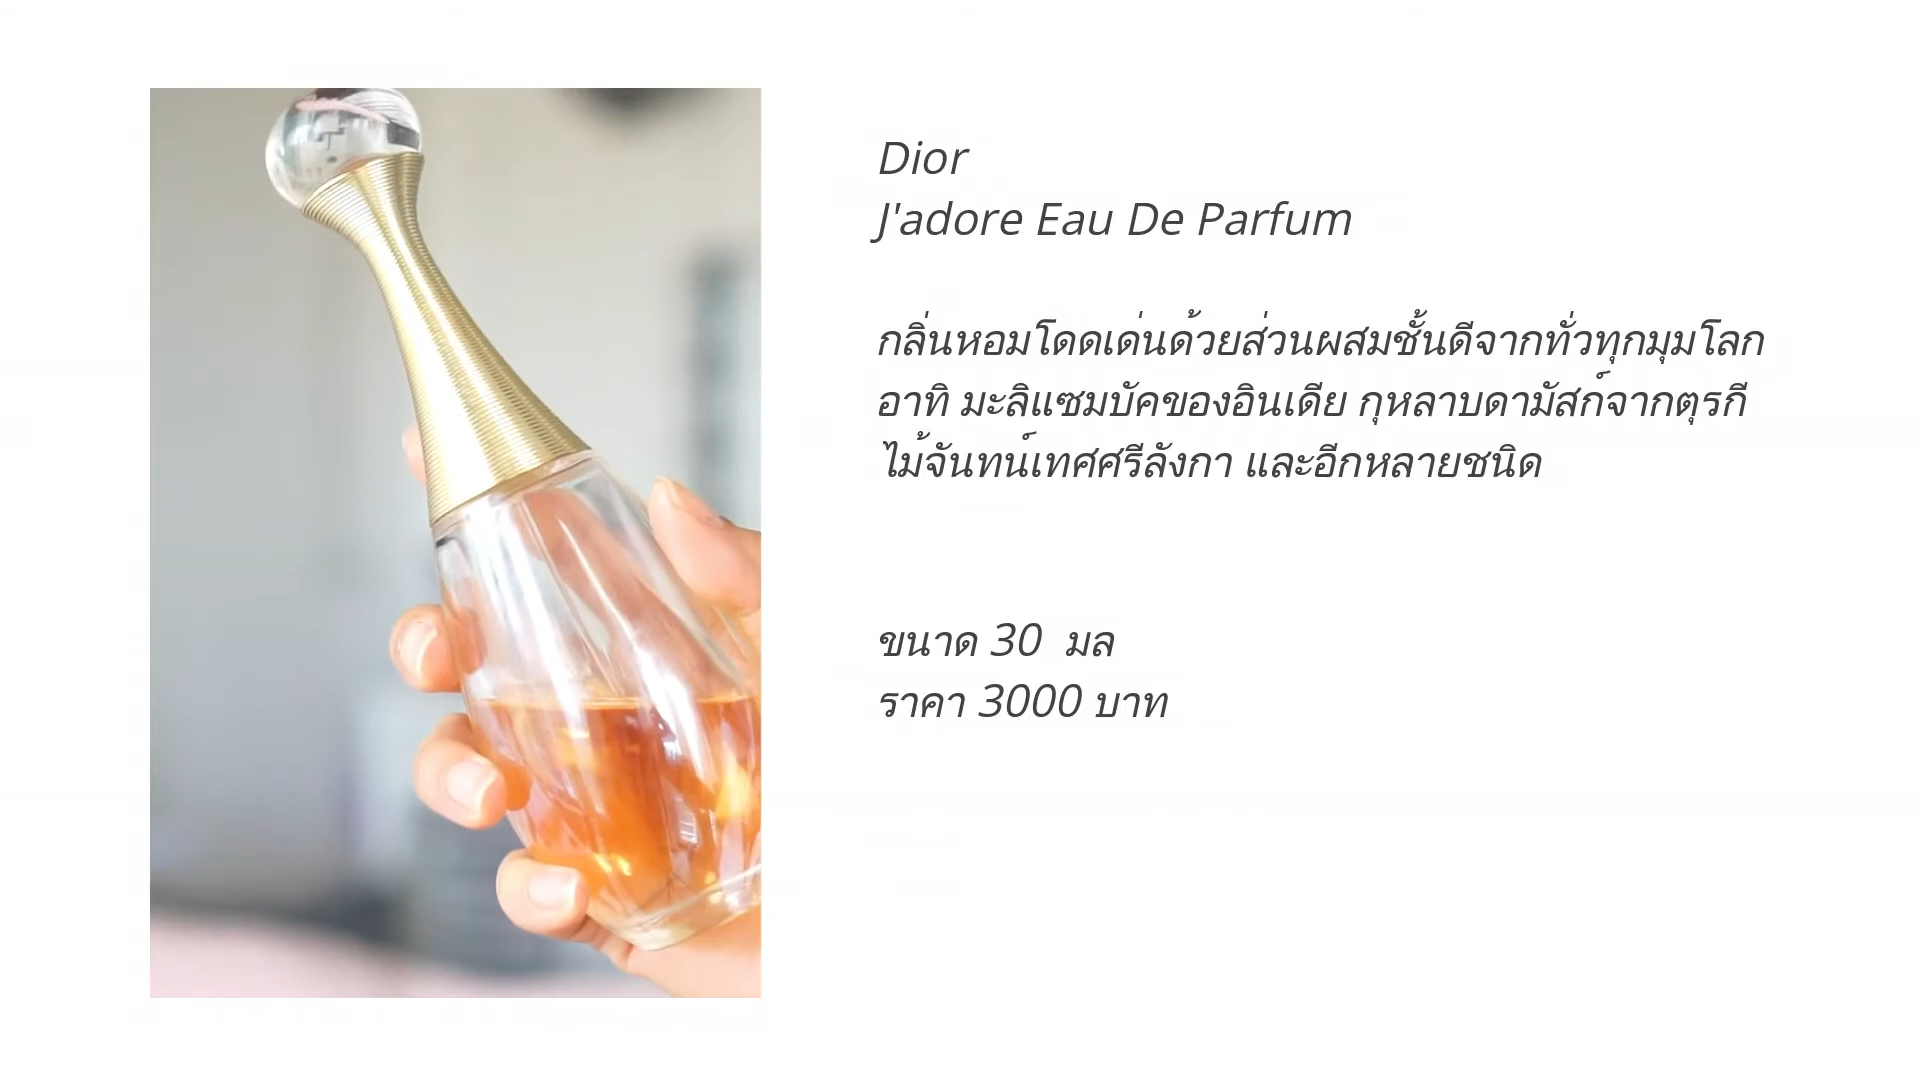 Dior
J'adore Eau De Parfum
กลิ่นหอมโดดเด่นด้วยส่วนผสมชั้นดีจากทั่วทุกมุมโลก
อาทิ มะลิแซมบัคของอินเดีย กุหลาบดามัสก์จากตุรกี
ไม้จันทน์เทศศรีลังกา และอีกหลายชนิด
ขนาด 30  มล
ราคา 3000 บาท